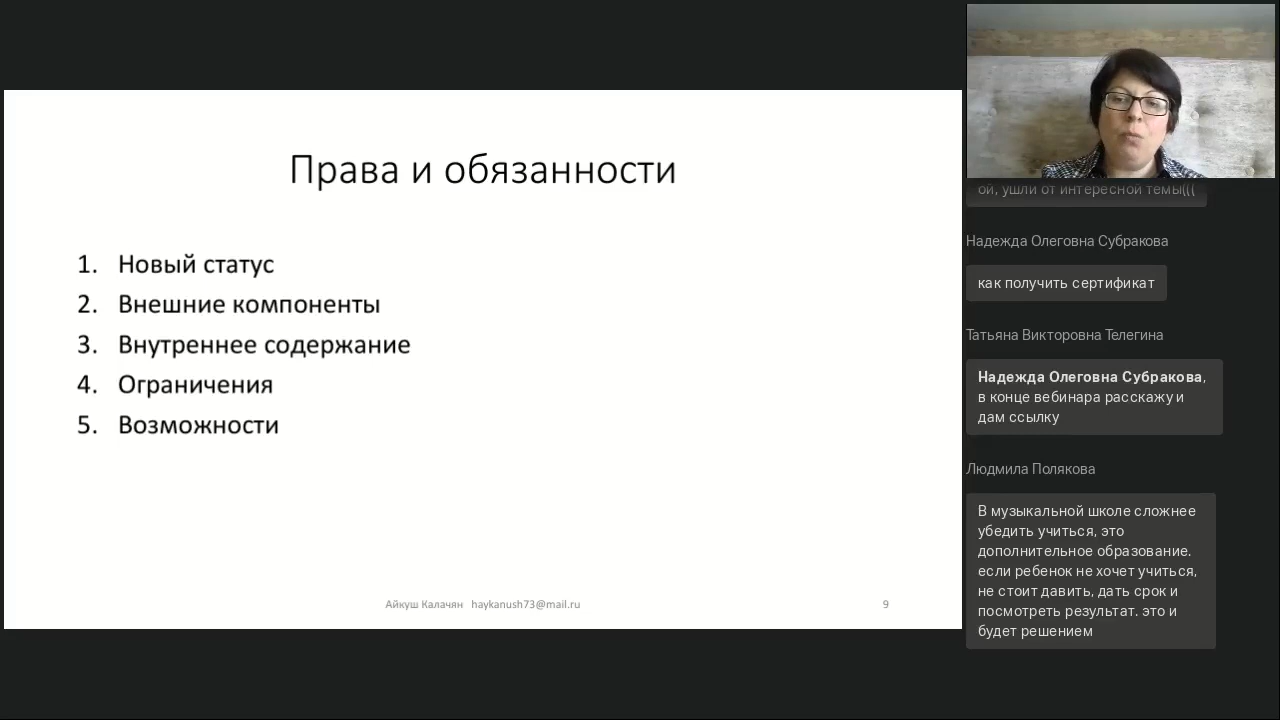 Права и обязанности
1. Новый статус
2. Внешние компоненты
3. Внутреннее содержание
4. Ограничения
5. Возможности
Айкуш Калачян haykanush73@mail.ru
9
ой, ушли от интересной темы(((
Надежда Олеговна Субракова
как получить сертификат
Татьяна Викторовна Телегина
Надежда Олеговна Субракова,
в конце вебинара расскажу и
дам ссылку
Людмила Полякова
В музыкальной школе сложнее
убедить учиться, это
дополнительное образование.
если ребенок не хочет учиться,
не стоит давить, дать срок и
посмотреть результат. это и
будет решением